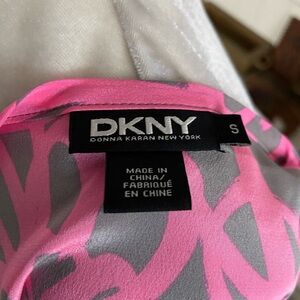 DKNY
DONNA KARAN NEW YORK
S
MADE IN
CHINA/
FABRIQUÉ
EN CHINE